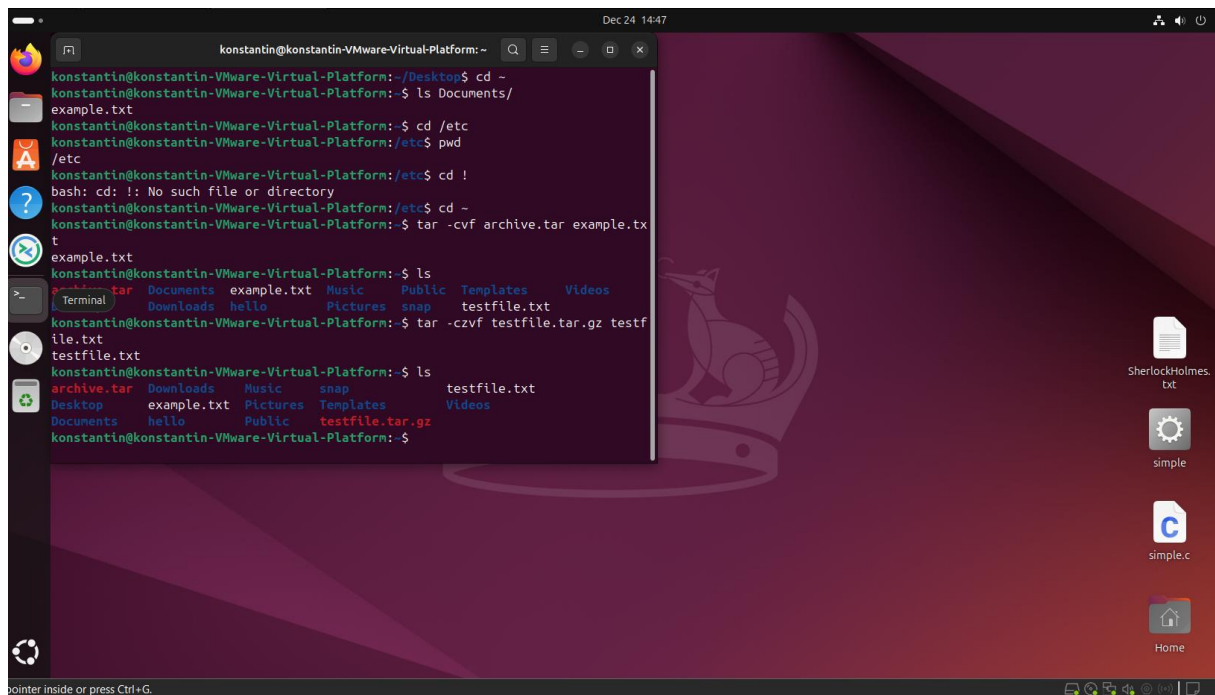 Dec 24 14:47
konstantin@konstantin-VMware-Virtual-Platform: ~
konstantin@konstantin-VMware-Virtual-Platform:~/Desktop$ cd ~
konstantin@konstantin-VMware-Virtual-Platform:~$ ls Documents/
example.txt
konstantin@konstantin-VMware-Virtual-Platform:~$ cd /etc
konstantin@konstantin-VMware-Virtual-Platform:/etc$ pwd
/etc
konstantin@konstantin-VMware-Virtual-Platform:/etc$ cd !
bash: cd: !: No such file or directory
konstantin@konstantin-VMware-Virtual-Platform:/etc$ cd ~
konstantin@konstantin-VMware-Virtual-Platform:~$ tar -cvf archive.tar example.tx
t
example.txt
konstantin@konstantin-VMware-Virtual-Platform:~$ ls
archive.tar Documents example.txt Music Public Templates Videos
Terminal
Downloads hello Pictures snap testfile.txt
konstantin@konstantin-VMware-Virtual-Platform:~$ tar -czvf testfile.tar.gz testf
ile.txt
testfile.txt
konstantin@konstantin-VMware-Virtual-Platform:~$ ls
archive.tar Downloads Music snap testfile.txt
Desktop example.txt Pictures Templates Videos
Documents hello Public testfile.tar.gz
konstantin@konstantin-VMware-Virtual-Platform:~$
SherlockHolmes.
txt
simple
C
simple.c
Home
pointer inside or press Ctrl+G.